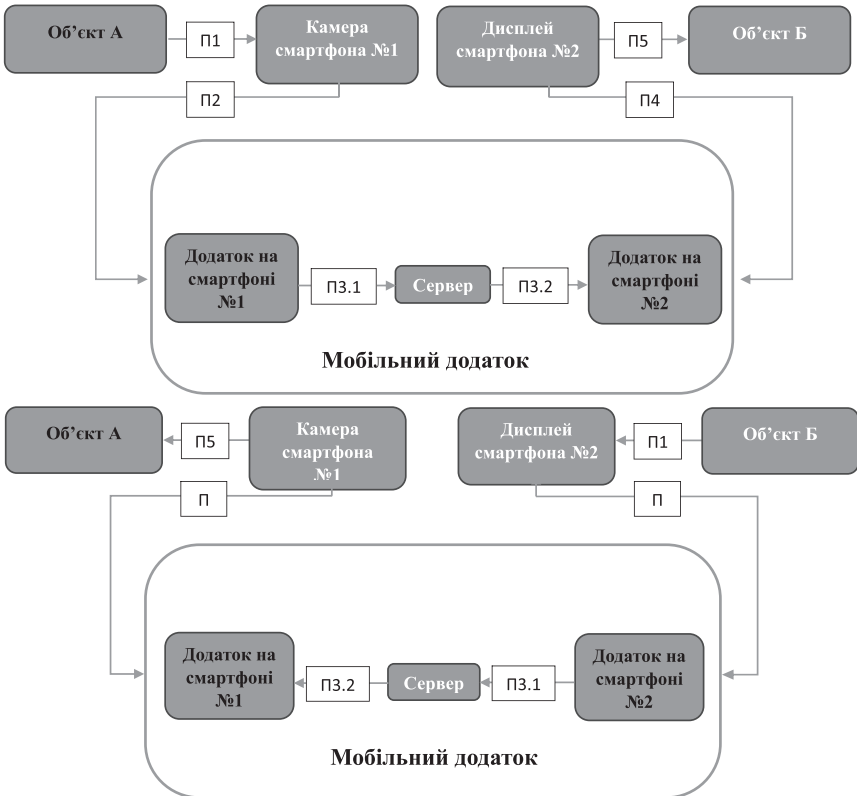 Об’єкт А
П1
Камера
смартфона №1
Дисплей
смартфона №2
П5
Об’єкт Б
П2
П4
Додаток на
смартфоні
№1
П3.1
Сервер
П3.2
Додаток на
смартфоні
№2
Мобільний додаток
Об’єкт А
П5
Камера
смартфона
№1
Дисплей
смартфона №2
П1
Об’єкт Б
П
П
Додаток на
смартфоні
№1
П3.2
Сервер
П3.1
Додаток на
смартфоні
№2
Мобільний додаток